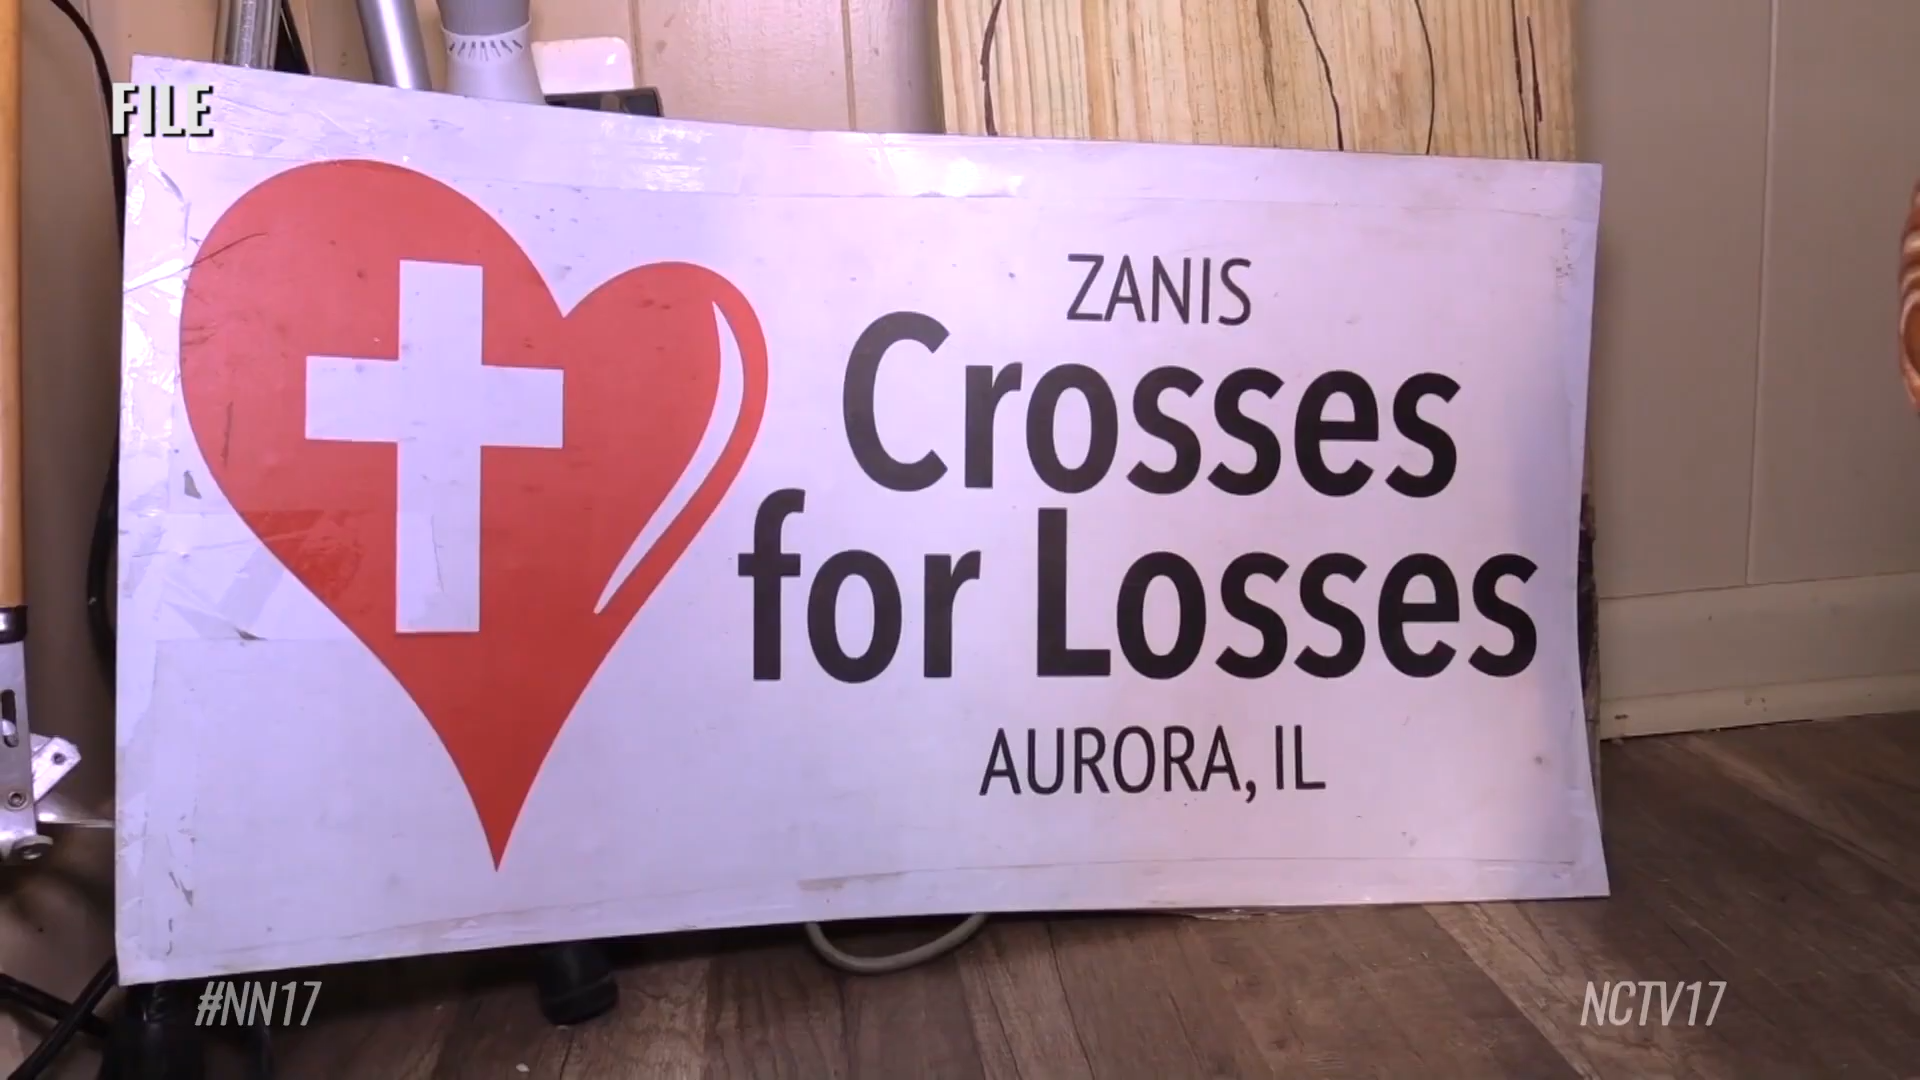 FILE
ZANIS
Crosses
for Losses
AURORA, IL
#NN17
NCTV17